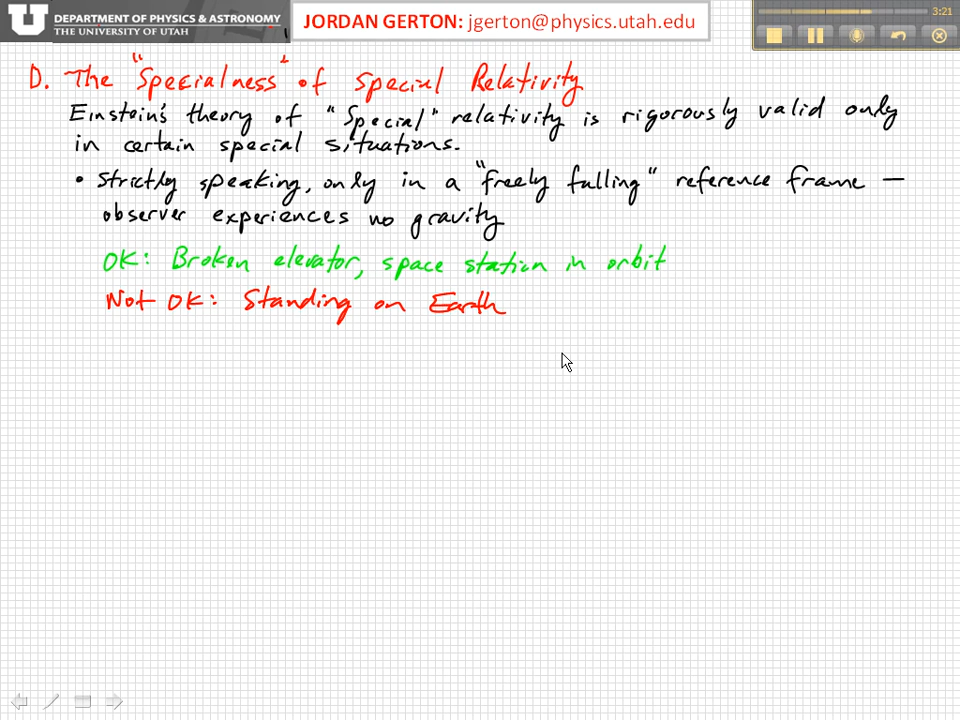 U DEPARTMENT OF PHYSICS & ASTRONOMY
THE UNIVERSITY OF UTAH
JORDAN GERTON: jgerton@physics.utah.edu
3:21
D. The "Specialness" of Special Relativity
Einstein's theory of "Special" relativity is rigorously valid only
in certain special situations.
• Strictly speaking, only in a "freely falling" reference frame —
observer experiences no gravity
OK: Broken elevator, space station in orbit
Not OK: Standing on Earth